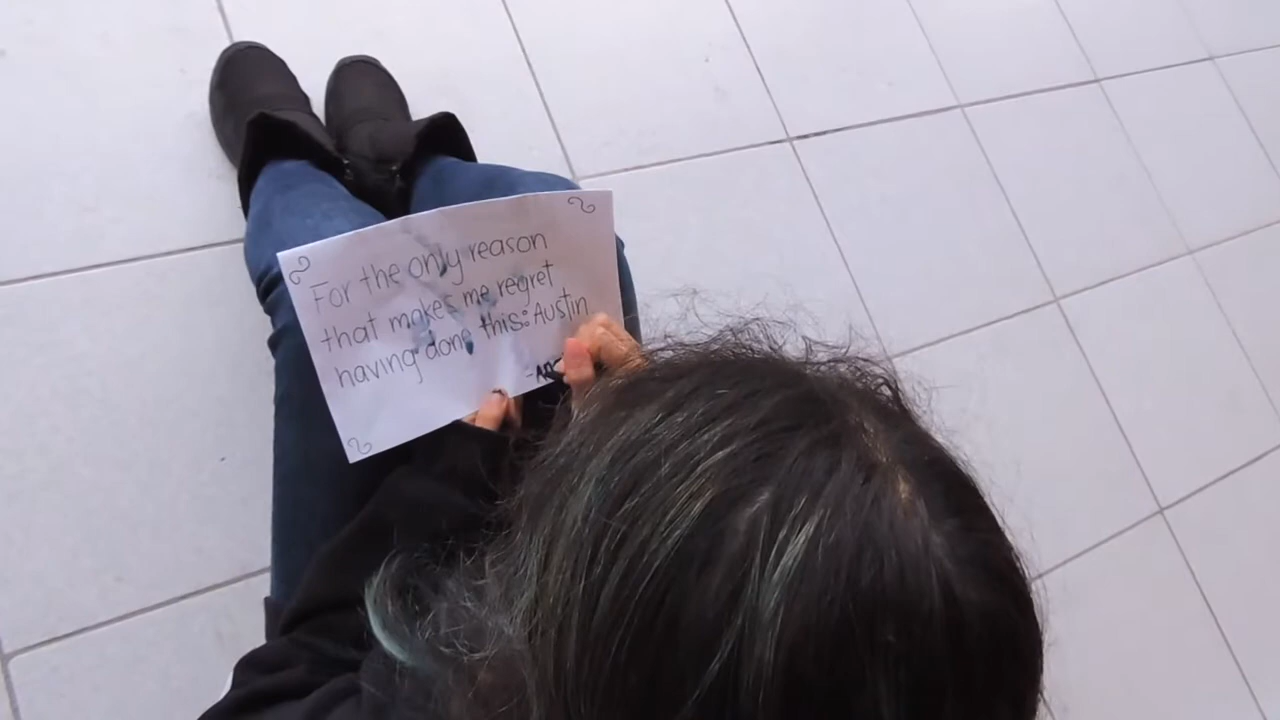 For the only reason
that makes me regret
having done this: Austin